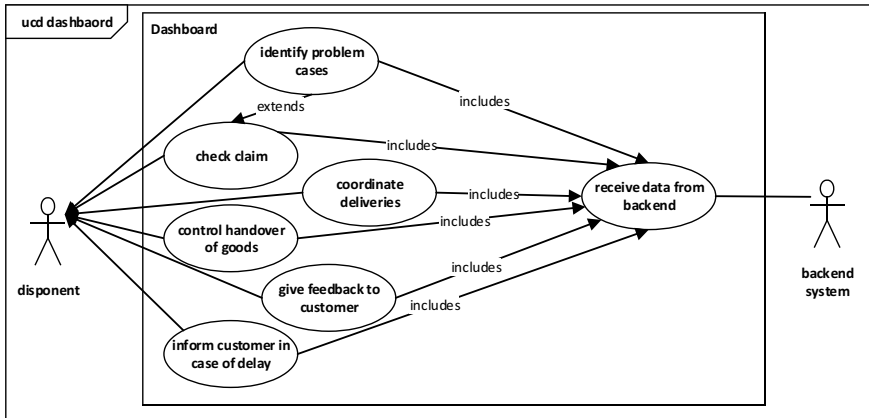 ucd dashbaord
Dashboard
identify problem
cases
includes
extends
check claim
includes
coordinate
deliveries
includes
receive data from
backend
control handover
of goods
includes
disponent
backend
system
give feedback to
customer
includes
inform customer in
case of delay
includes